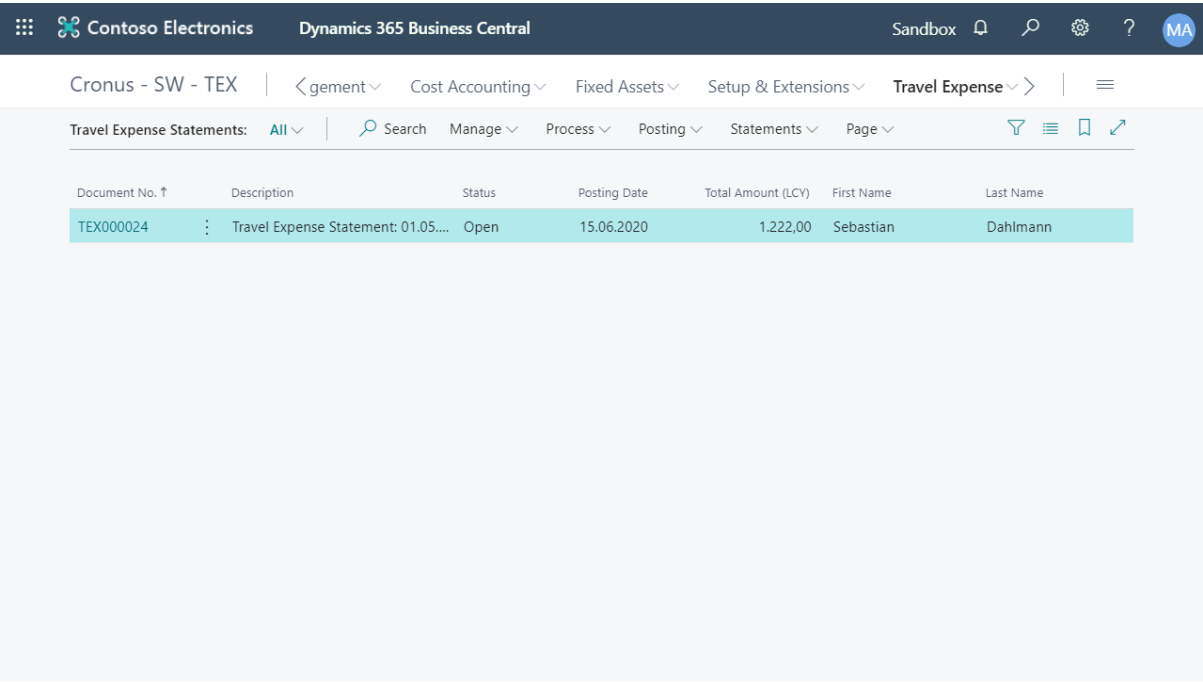 Contoso Electronics Dynamics 365 Business Central Sandbox ? MA
Cronus - SW - TEX gement Cost Accounting Fixed Assets Setup & Extensions Travel Expense
Travel Expense Statements: All Search Manage Process Posting Statements Page
Document No. ↑ Description Status Posting Date Total Amount (LCY) First Name Last Name
TEX000024 Travel Expense Statement: 01.05.... Open 15.06.2020 1.222,00 Sebastian Dahlmann